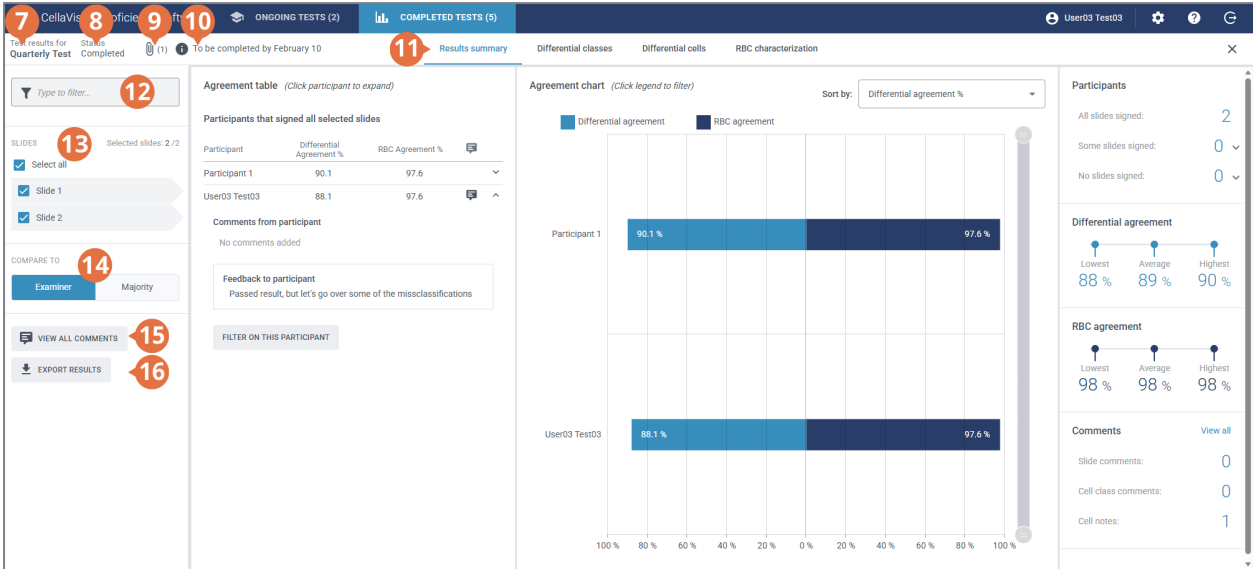 7
CellaVis
8
oficie
9
ft
10
ONGOING TESTS (2)
COMPLETED TESTS (5)
User03 Test03
Test results for
Quarterly Test
Status
Completed
(1)
To be completed by February 10
11
Results summary
Differential classes
Differential cells
RBC characterization
Type to filter...
12
SLIDES
13
Selected slides: 2 /2
Select all
Slide 1
Slide 2
COMPARE TO
14
Examiner
Majority
VIEW ALL COMMENTS
15
EXPORT RESULTS
16
Agreement table (Click participant to expand)
Participants that signed all selected slides
Participant
Differential
Agreement %
RBC Agreement %
Participant 1 90.1 97.6
User03 Test03 88.1 97.6
Comments from participant
No comments added
Feedback to participant
Passed result, but let's go over some of the missclassifications
FILTER ON THIS PARTICIPANT
Agreement chart (Click legend to filter)
Sort by:
Differential agreement %
Differential agreement
RBC agreement
Participant 1
90.1 %
97.6 %
User03 Test03
88.1 %
97.6 %
100 % 80 % 60 % 40 % 20 % 0 % 20 % 40 % 60 % 80 % 100 %
Participants
All slides signed: 2
Some slides signed: 0
No slides signed: 0
Differential agreement
Lowest Average Highest
88 % 89 % 90 %
RBC agreement
Lowest Average Highest
98 % 98 % 98 %
Comments
View all
Slide comments: 0
Cell class comments: 0
Cell notes: 1